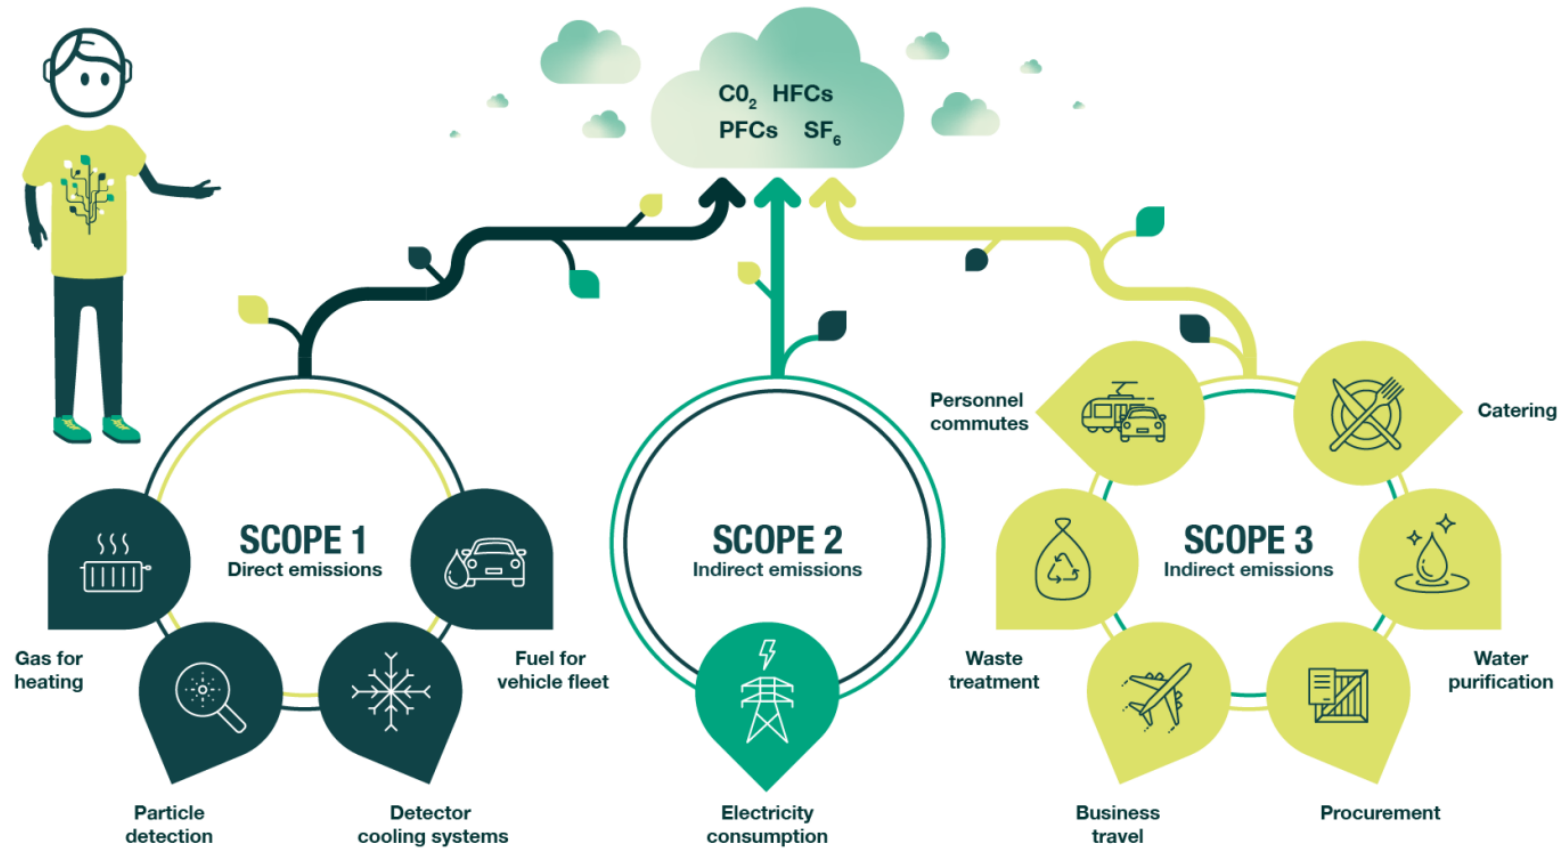 C0₂ HFCs
PFCs SF₆
SCOPE 1
Direct emissions
Gas for
heating
Particle
detection
Detector
cooling systems
Fuel for
vehicle fleet
SCOPE 2
Indirect emissions
Electricity
consumption
SCOPE 3
Indirect emissions
Personnel
commutes
Waste
treatment
Business
travel
Procurement
Water
purification
Catering